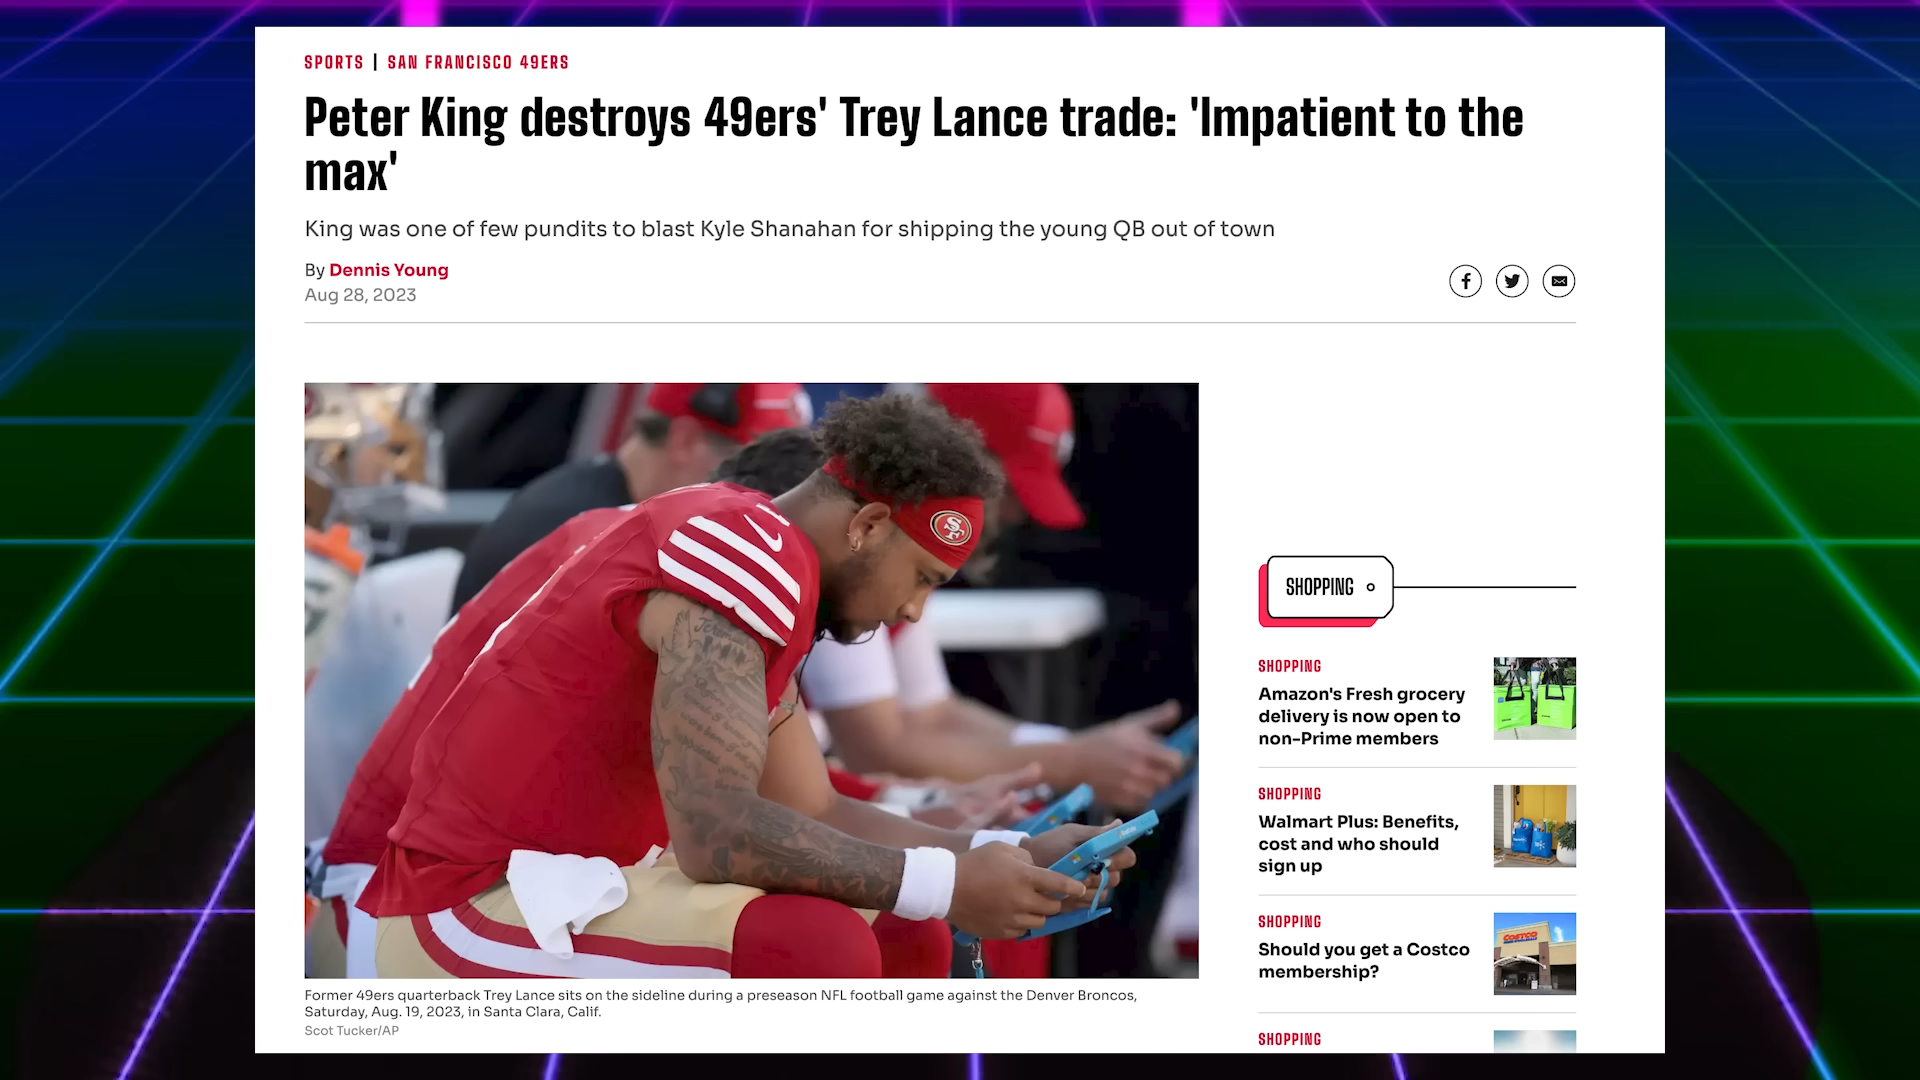 SPORTS | SAN FRANCISCO 49ERS
Peter King destroys 49ers' Trey Lance trade: 'Impatient to the
max'
King was one of few pundits to blast Kyle Shanahan for shipping the young QB out of town
By Dennis Young
Aug 28, 2023
SHOPPING
SHOPPING
Amazon's Fresh grocery
delivery is now open to
non-Prime members
SHOPPING
Walmart Plus: Benefits,
cost and who should
sign up
SHOPPING
Should you get a Costco
membership?
COSTCO
SHOPPING
Former 49ers quarterback Trey Lance sits on the sideline during a preseason NFL football game against the Denver Broncos,
Saturday, Aug. 19, 2023, in Santa Clara, Calif.
Scot Tucker/AP